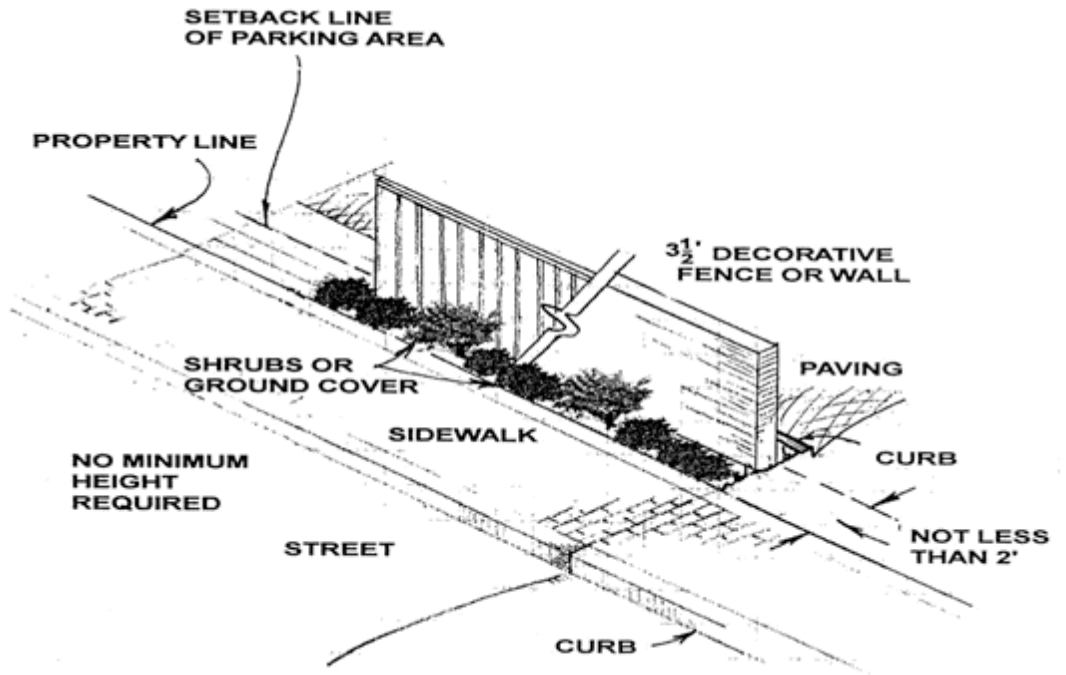 SETBACK LINE
OF PARKING AREA
PROPERTY LINE
3½' DECORATIVE
FENCE OR WALL
SHRUBS OR
GROUND COVER
PAVING
SIDEWALK
CURB
NO MINIMUM
HEIGHT
REQUIRED
NOT LESS
THAN 2'
STREET
CURB